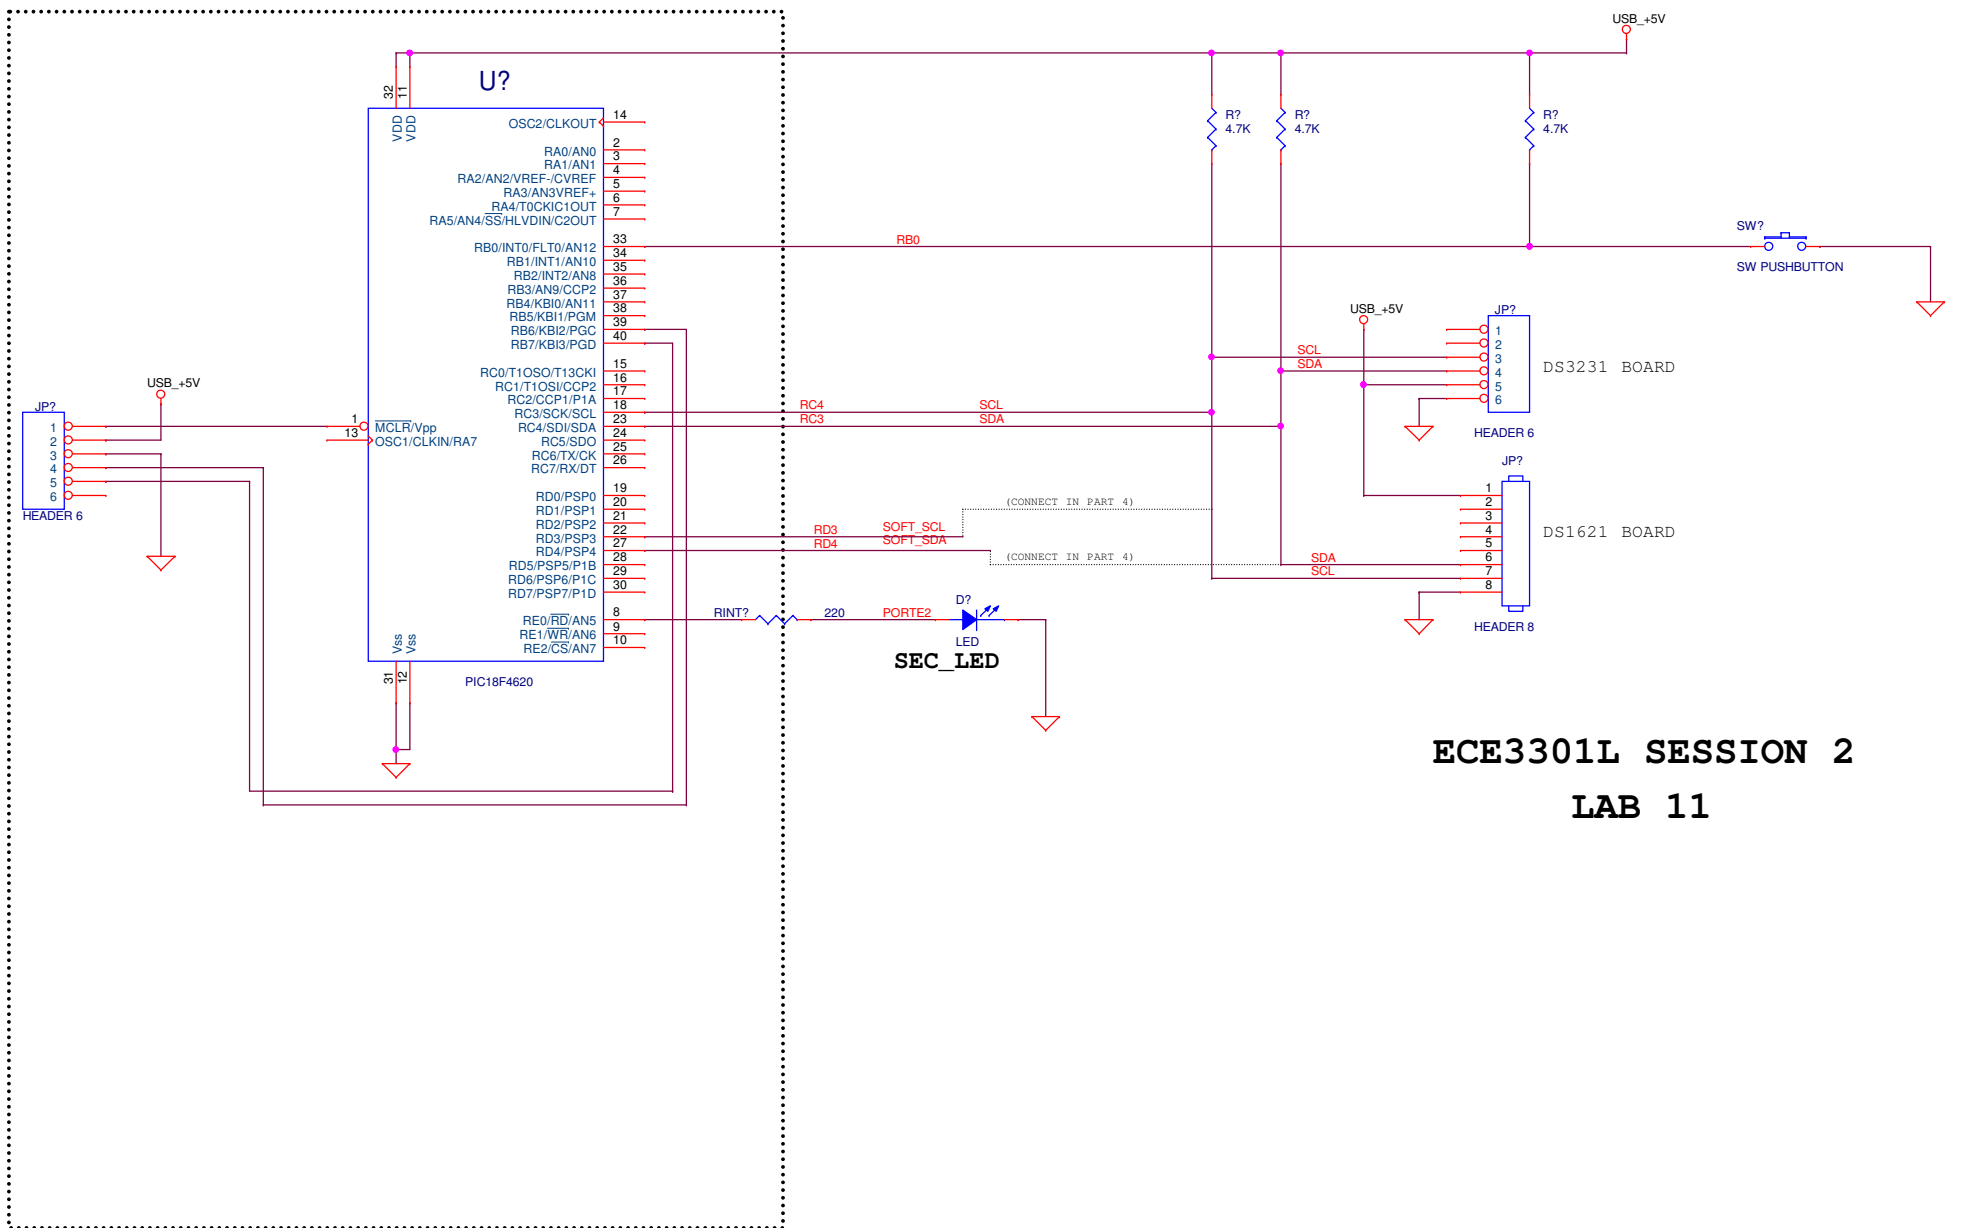 USB_+5V
U?
32
11
VDD
VDD
OSC2/CLKOUT
14
RA0/AN0
2
RA1/AN1
3
RA2/AN2/VREF-/CVREF
4
RA3/AN3VREF+
5
RA4/T0CKIC1OUT
6
RA5/AN4/SS/HLVDIN/C2OUT
7
RB0/INT0/FLT0/AN12
33
RB1/INT1/AN10
34
RB2/INT2/AN8
35
RB3/AN9/CCP2
36
RB4/KBI0/AN11
37
RB5/KBI1/PGM
38
RB6/KBI2/PGC
39
RB7/KBI3/PGD
40
RC0/T1OSO/T13CKI
15
RC1/T1OSI/CCP2
16
RC2/CCP1/P1A
17
RC3/SCK/SCL
18
RC4/SDI/SDA
23
RC5/SDO
24
RC6/TX/CK
25
RC7/RX/DT
26
RD0/PSP0
19
RD1/PSP1
20
RD2/PSP2
21
RD3/PSP3
22
RD4/PSP4
27
RD5/PSP5/P1B
28
RD6/PSP6/P1C
29
RD7/PSP7/P1D
30
RE0/RD/AN5
8
RE1/WR/AN6
9
RE2/CS/AN7
10
1
MCLR/Vpp
13
OSC1/CLKIN/RA7
Vss
Vss
31
12
PIC18F4620
USB_+5V
JP?
1
2
3
4
5
6
HEADER 6
R?
4.7K
R?
4.7K
R?
4.7K
RB0
SW?
SW PUSHBUTTON
USB_+5V
JP?
1
2
3
4
5
6
SCL
SDA
DS3231 BOARD
HEADER 6
RC4
SCL
RC3
SDA
JP?
1
2
3
4
5
6
7
8
DS1621 BOARD
SDA
SCL
HEADER 8
(CONNECT IN PART 4)
RD3
SOFT_SCL
RD4
SOFT_SDA
(CONNECT IN PART 4)
RINT?
220
PORTE2
D?
LED
SEC_LED
ECE3301L SESSION 2
LAB 11